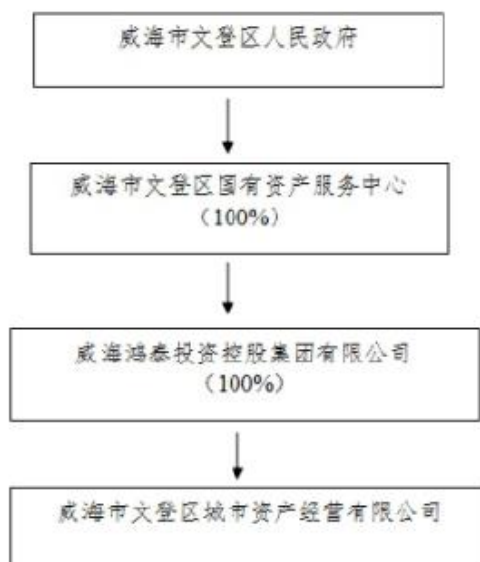 威海市文登区人民政府
威海市文登区国有资产服务中心
（100%）
威海鸿泰投资控股集团有限公司
（100%）
威海市文登区城市资产经营有限公司